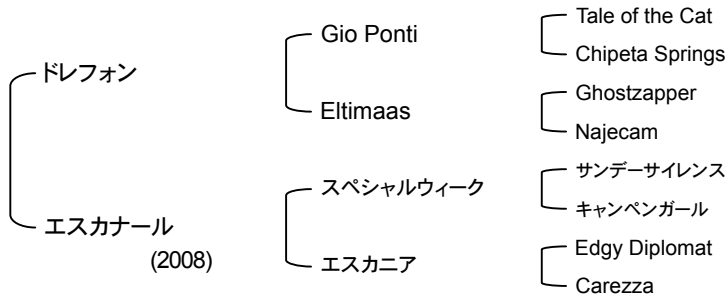 ドレフォン
エスカナール
(2008)
Gio Ponti
Eltimaas
スペシャルウィーク
エスカニア
Tale of the Cat
Chipeta Springs
Ghostzapper
Najecam
サンデーサイレンス
キャンペンガール
Edgy Diplomat
Carezza